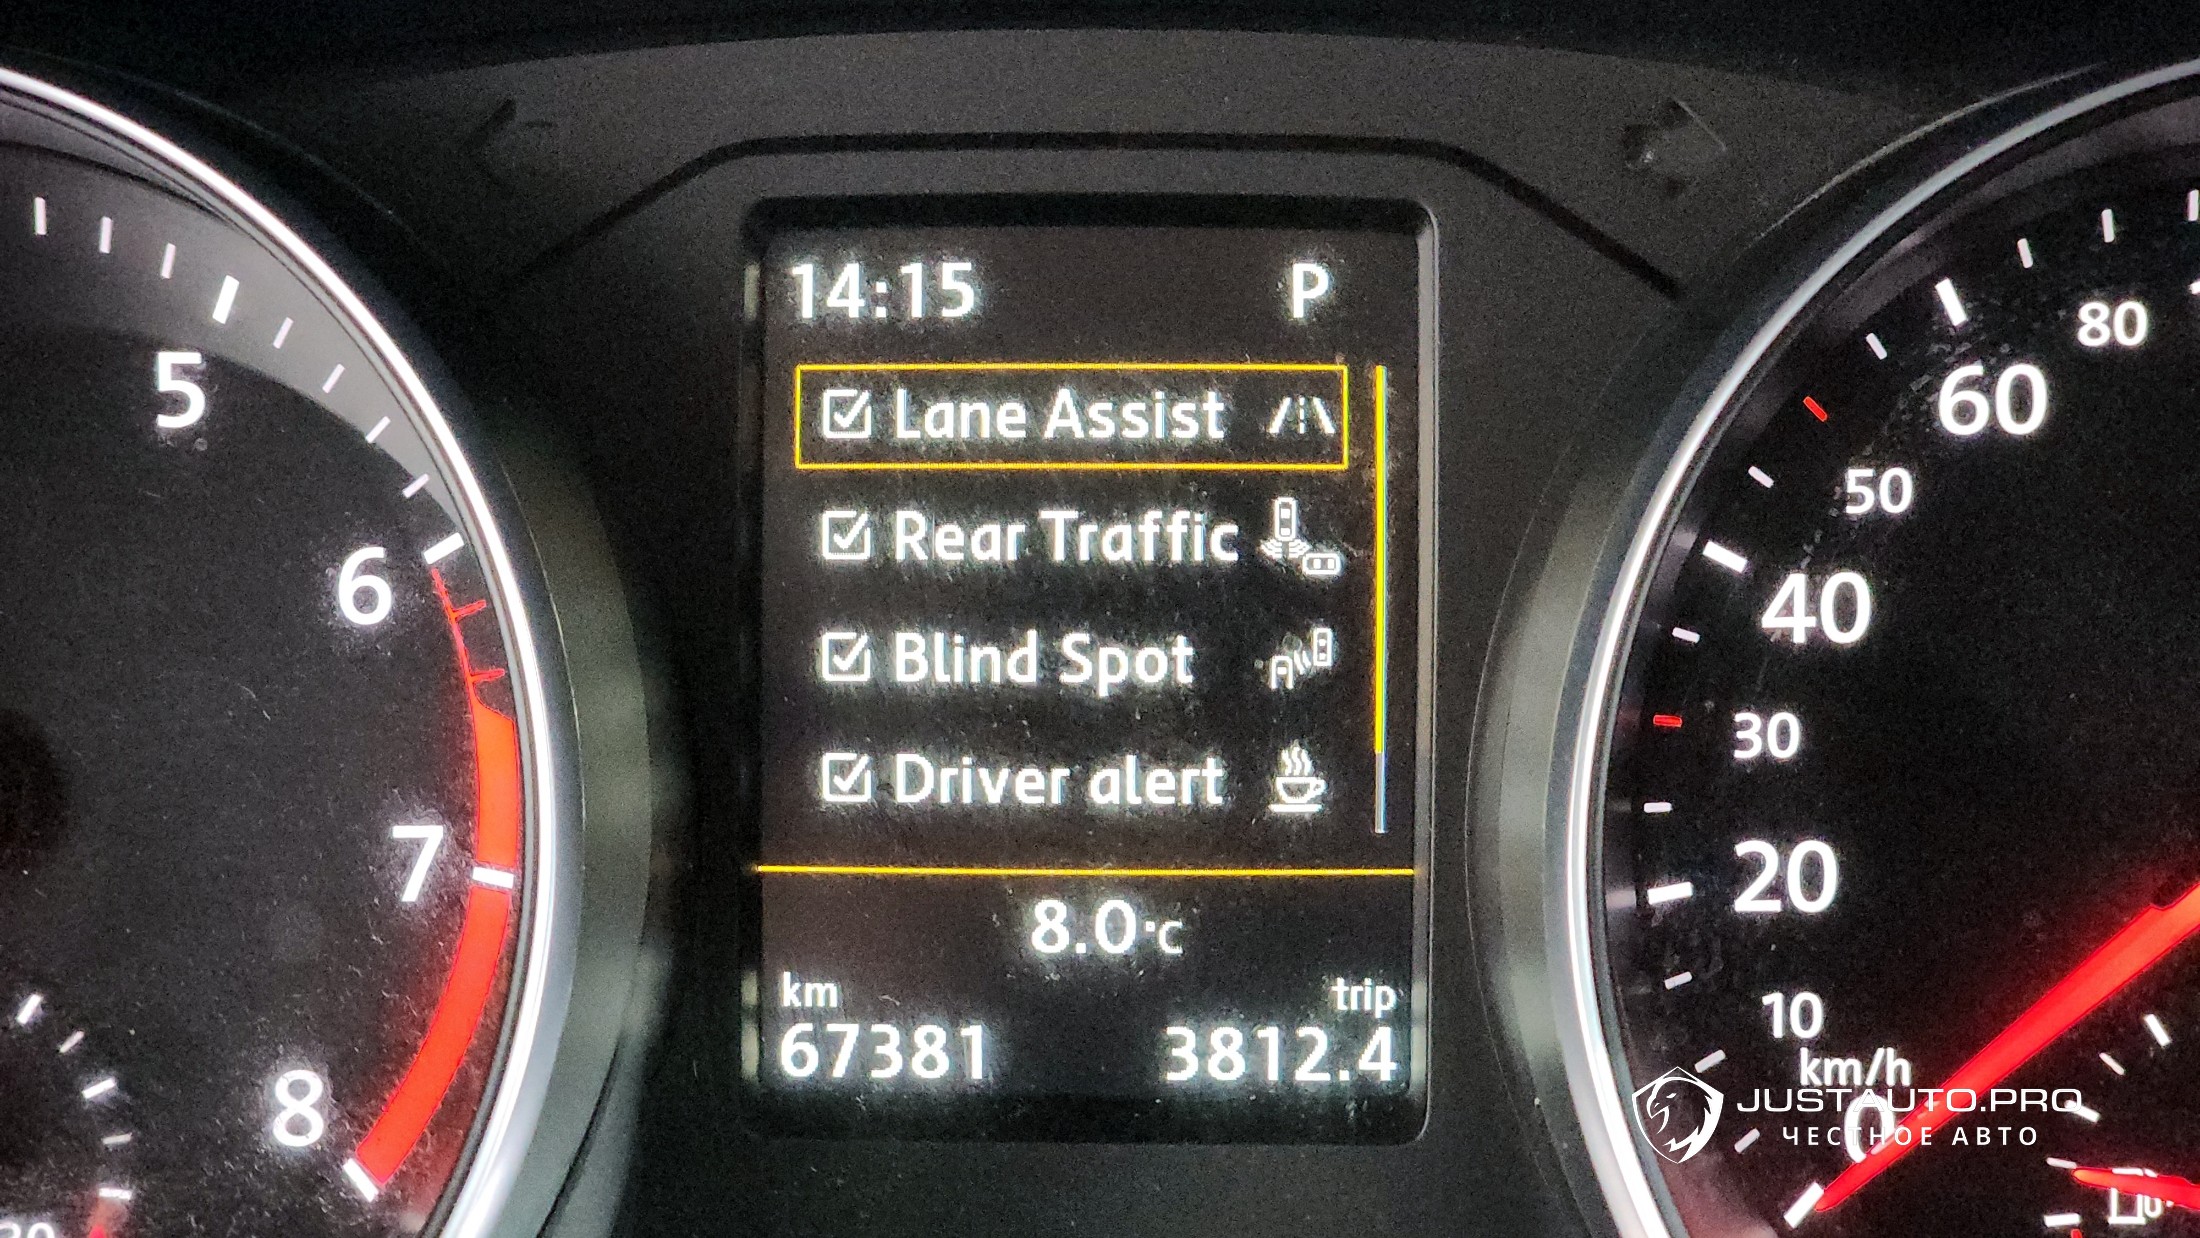 14:15 P
Lane Assist
Rear Traffic
Blind Spot
Driver alert
8.0°C
km trip
67381 3812.4
5
6
7
8
80
60
50
40
30
20
10
km/h
0
JUSTAUTO.PRO
ЧЕСТНОЕ АВТО